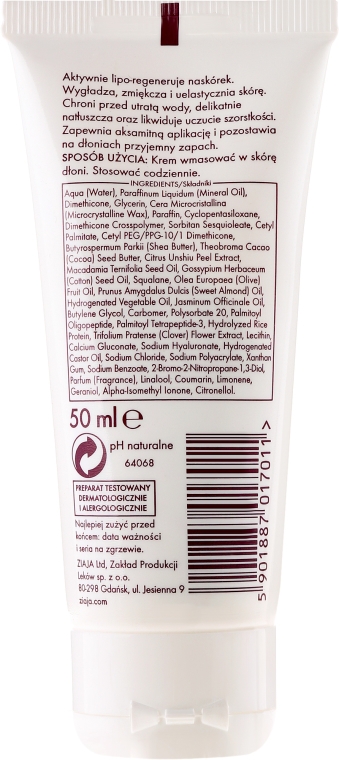 Aktywnie lipo-regeneruje naskórek.
Wygładza, zmiękcza i uelastycznia skórę.
Chroni przed utratą wody, delikatnie
natłuszcza oraz likwiduje uczucie szorstkości.
Zapewnia aksamitną aplikację i pozostawia
na dłoniach przyjemny zapach.
SPOSÓB UŻYCIA: Krem wmasować w skórę
dłoni. Stosować codziennie.
INGREDIENTS/Składniki
Aqua (Water), Paraffinum Liquidum (Mineral Oil),
Dimethicone, Glycerin, Cera Microcristallina
(Microcrystalline Wax), Paraffin, Cyclopentasiloxane,
Dimethicone Crosspolymer, Sorbitan Sesquioleate, Cetyl
Palmitate, Cetyl PEG/PPG-10/1 Dimethicone,
Butyrospermum Parkii (Shea Butter), Theobroma Cacao
(Cocoa) Seed Butter, Citrus Unshiu Peel Extract,
Macadamia Ternifolia Seed Oil, Gossypium Herbaceum
(Cotton) Seed Oil, Squalane, Olea Europaea (Olive)
Fruit Oil, Prunus Amygdalus Dulcis (Sweet Almond) Oil,
Hydrogenated Vegetable Oil, Jasminum Officinale Oil,
Butylene Glycol, Carbomer, Polysorbate 20, Palmitoyl
Oligopeptide, Palmitoyl Tetrapeptide-3, Hydrolyzed Rice
Protein, Trifolium Pratense (Clover) Flower Extract, Lecithin,
Calcium Gluconate, Sodium Hyaluronate, Hydrogenated
Castor Oil, Sodium Chloride, Sodium Polyacrylate, Xanthan
Gum, Sodium Benzoate, 2-Bromo-2-Nitropropane-1,3-Diol,
Parfum (Fragrance), Linalool, Coumarin, Limonene,
Geraniol, Alpha-Isomethyl Ionone, Citronellol.
50 ml e
pH naturalne
64068
PREPARAT TESTOWANY
DERMATOLOGICZNIE
I ALERGOLOGICZNIE
Najlepiej zużyć przed
końcem: data ważności
i seria na zgrzewie.
ZIAJA Ltd, Zakład Produkcji
Leków sp. z o.o.
80-298 Gdańsk, ul. Jesienna 9
ziaja.com
5 901887 017011 >